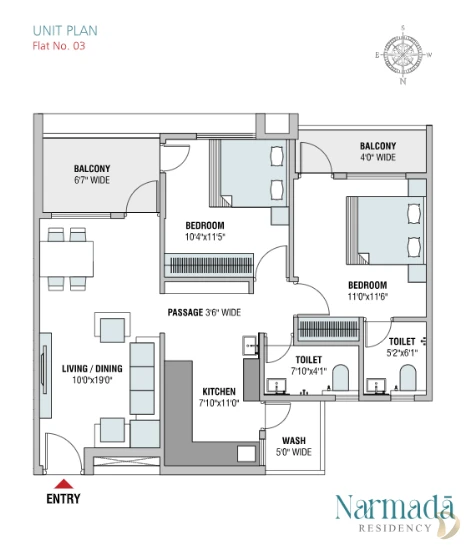 UNIT PLAN
Flat No. 03
S
E
W
N
BALCONY
6'7" WIDE
BALCONY
4'0" WIDE
BEDROOM
10'4"x11'5"
BEDROOM
11'0"x11'6"
PASSAGE 3'6" WIDE
LIVING / DINING
10'0"x19'0"
KITCHEN
7'10"x11'0"
TOILET
7'10"x4'1"
TOILET
5'2"x6'1"
WASH
5'0" WIDE
ENTRY
Narmadā
RESIDENCY